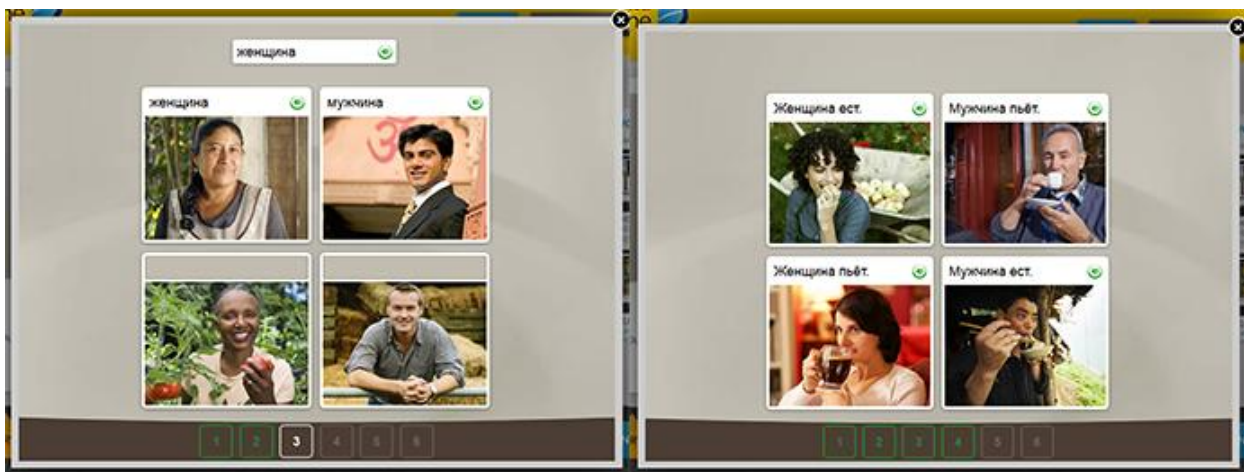 женщина
женщина
мужчина
1 2 3 4 5 6
Женщина ест.
Мужчина пьёт.
Женщина пьёт.
Мужчина ест.
1 2 3 4 5 6